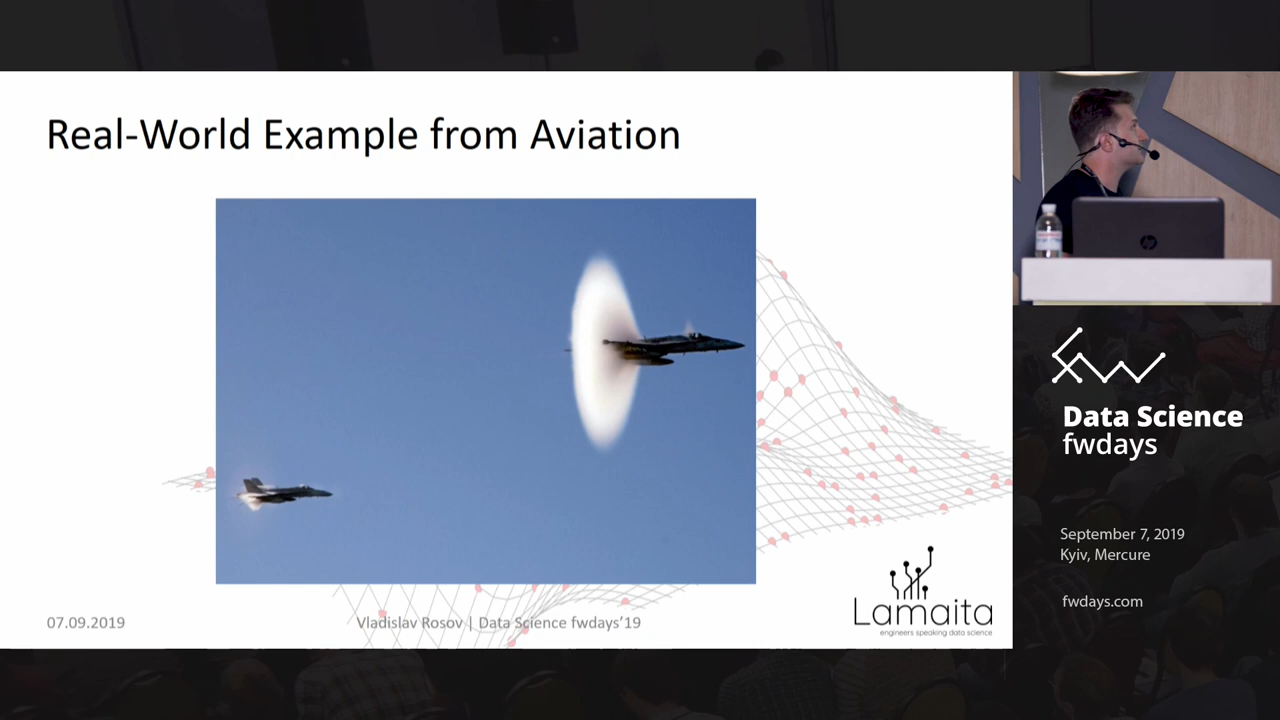 Real-World Example from Aviation
07.09.2019
Vladislav Rosov | Data Science fwdays'19
Lamaita
engineers speaking data science
hp
Data Science
fwdays
September 7, 2019
Kyiv, Mercure
fwdays.com